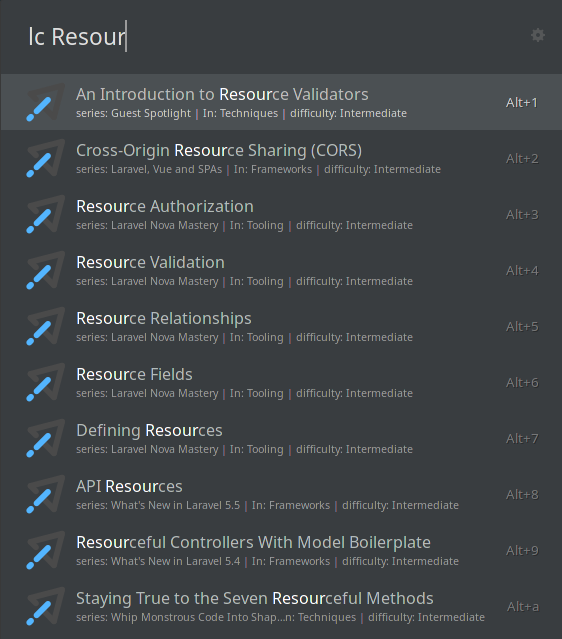 lc Resour
An Introduction to Resource Validators
series: Guest Spotlight | In: Techniques | difficulty: Intermediate
Alt+1
Cross-Origin Resource Sharing (CORS)
series: Laravel, Vue and SPAs | In: Frameworks | difficulty: Intermediate
Alt+2
Resource Authorization
series: Laravel Nova Mastery | In: Tooling | difficulty: Intermediate
Alt+3
Resource Validation
series: Laravel Nova Mastery | In: Tooling | difficulty: Intermediate
Alt+4
Resource Relationships
series: Laravel Nova Mastery | In: Tooling | difficulty: Intermediate
Alt+5
Resource Fields
series: Laravel Nova Mastery | In: Tooling | difficulty: Intermediate
Alt+6
Defining Resources
series: Laravel Nova Mastery | In: Tooling | difficulty: Intermediate
Alt+7
API Resources
series: What's New in Laravel 5.5 | In: Frameworks | difficulty: Intermediate
Alt+8
Resourceful Controllers With Model Boilerplate
series: What's New in Laravel 5.4 | In: Frameworks | difficulty: Intermediate
Alt+9
Staying True to the Seven Resourceful Methods
series: Whip Monstrous Code Into Shap...n: Techniques | difficulty: Intermediate
Alt+a